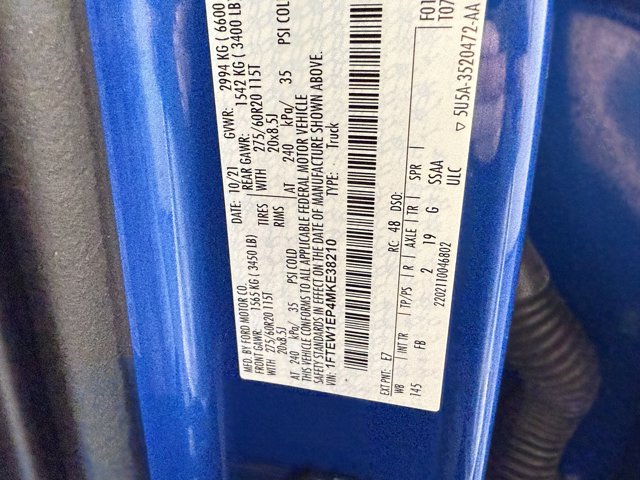 MFD. BY FORD MOTOR CO.
DATE: 10/21 GVWR: 2994 KG ( 6600
FRONT GAWR: 1565 KG ( 3450 LB) REAR GAWR: 1542 KG ( 3400 LB)
WITH 275/60R20 115T TIRES WITH 275/60R20 115T
20x8.5J RIMS 20x8.5J
AT 240 kPa/ 35 PSI COLD AT 240 kPa/ 35 PSI COLD
THIS VEHICLE CONFORMS TO ALL APPLICABLE FEDERAL MOTOR VEHICLE
SAFETY STANDARDS IN EFFECT ON THE DATE OF MANUFACTURE SHOWN ABOVE.
VIN: 1FTEW1EP4MKE38210 TYPE: Truck
F01
T07
EXT PNT: E7 RC: 48 DSO:
WB INT TR TP/PS R AXLE TR SPR
145 FB 2 19 G SSAA
2202110046802 ULC
5U5A-3520472-AA